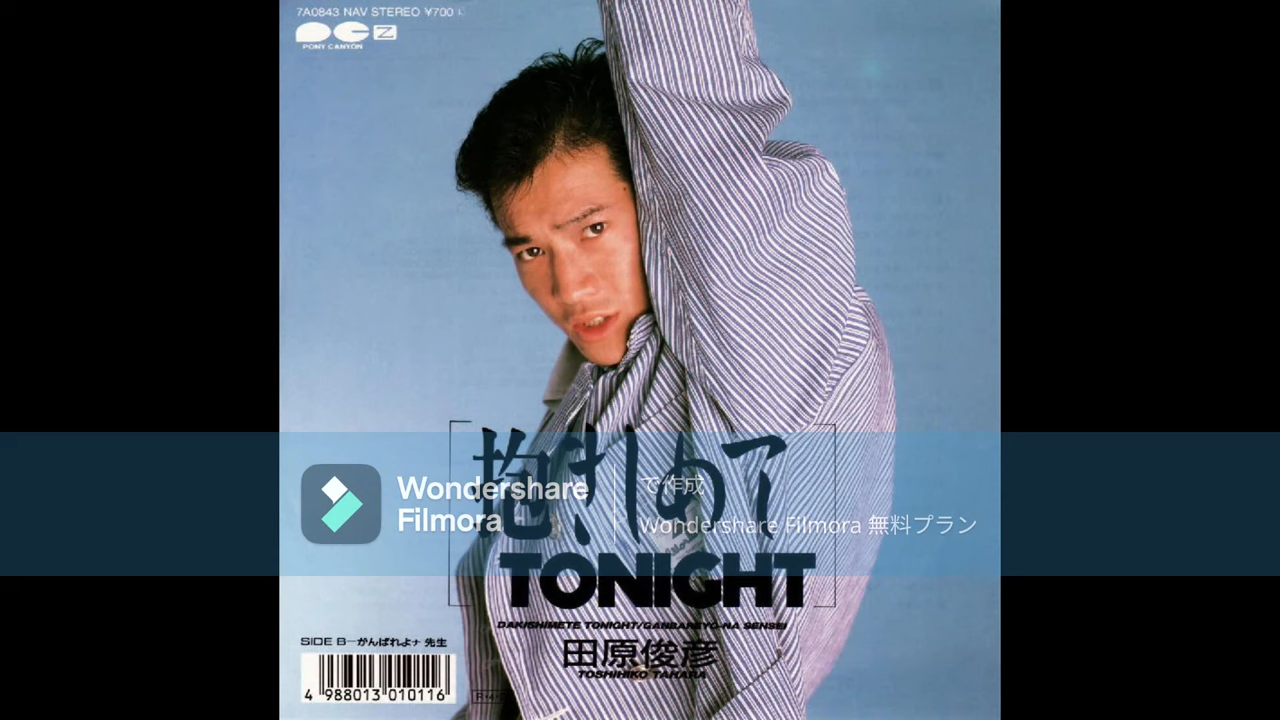 7A0843 NAV STEREO ¥700
PONY CANYON
抱きしめて
Wondershare
Filmora
で作成
Wondershare Filmora 無料プラン
TONIGHT
DAKISHIMETE TONIGHT/GANBAREYO-NA SENSEI
SIDE B—がんばれよナ先生
田原俊彦
TOSHIHIKO TAHARA
4 988013 010116